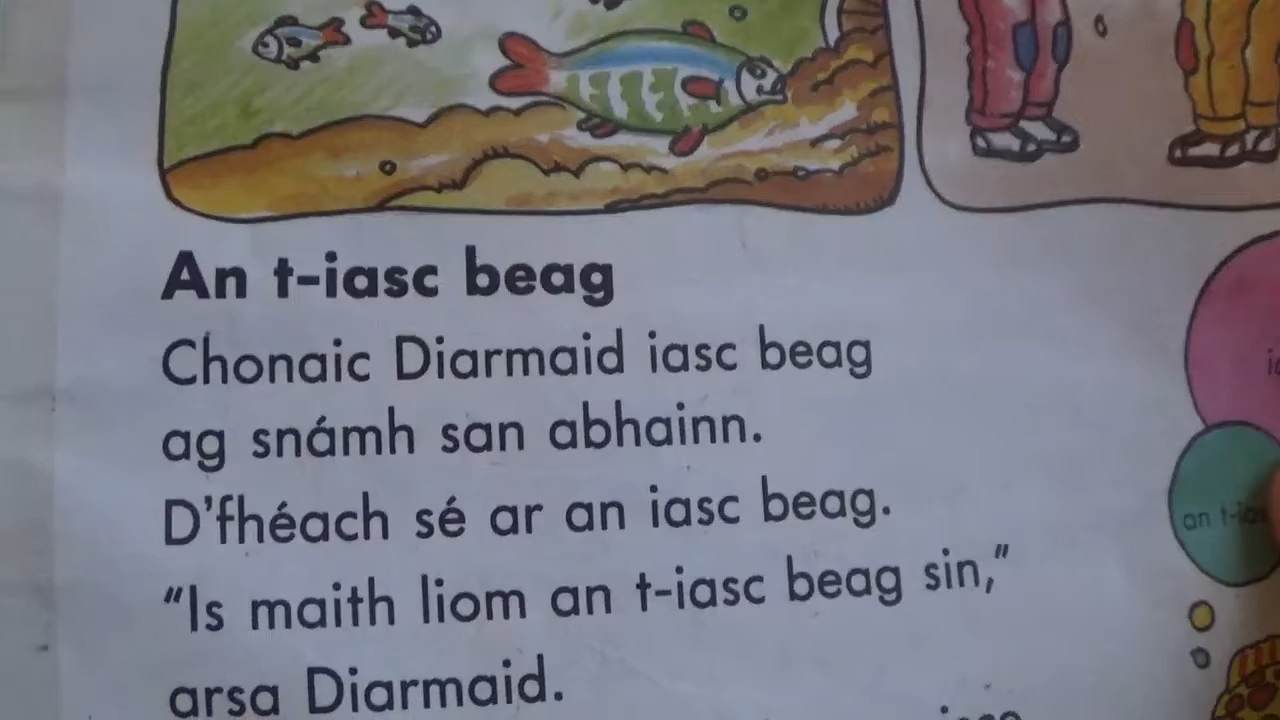 An t-iasc beag
Chonaic Diarmaid iasc beag
ag snámh san abhainn.
D'fhéach sé ar an iasc beag.
"Is maith liom an t-iasc beag sin,"
arsa Diarmaid.
an